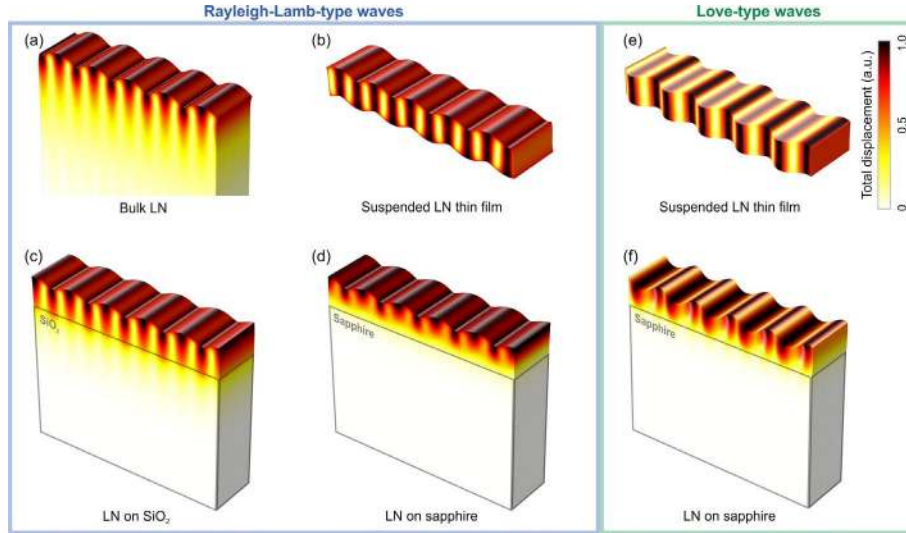 Rayleigh-Lamb-type waves
Love-type waves
(a)
Bulk LN
(b)
Suspended LN thin film
(e)
Suspended LN thin film
1.0
0.5
0
Total displacement (a.u.)
(c)
SiO₂
LN on SiO₂
(d)
Sapphire
LN on sapphire
(f)
Sapphire
LN on sapphire